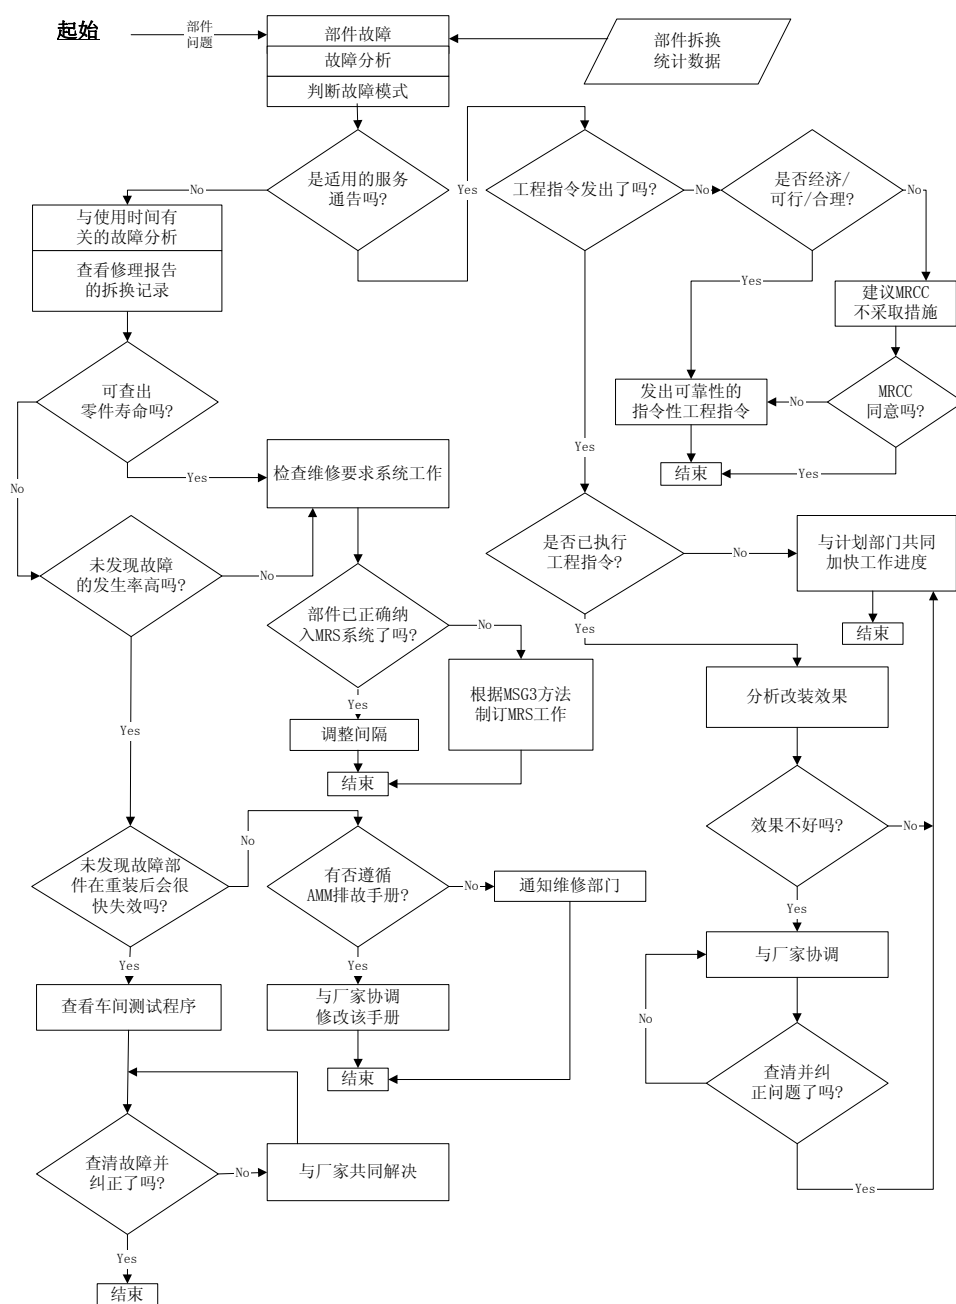 起始
部件
问题
部件故障
故障分析
判断故障模式
部件拆换
统计数据
是适用的服务
通告吗?
No
Yes
工程指令发出了吗?
No
是否经济/
可行/合理?
No
与使用时间有
关的故障分析
查看修理报告
的拆换记录
Yes
建议MRCC
不采取措施
可查出
零件寿命吗?
发出可靠性的
指令性工程指令
No
MRCC
同意吗?
Yes
检查维修要求系统工作
Yes
结束
Yes
No
未发现故障
的发生率高吗?
No
是否已执行
工程指令?
No
与计划部门共同
加快工作进度
结束
部件已正确纳
入MRS系统了吗?
No
Yes
根据MSG3方法
制订MRS工作
Yes
调整间隔
结束
分析改装效果
Yes
效果不好吗?
No
No
未发现故障部
件在重装后会很
快失效吗?
有否遵循
AMM排故手册?
No
通知维修部门
Yes
与厂家协调
Yes
Yes
查看车间测试程序
与厂家协调
修改该手册
No
结束
查清并纠
正问题了吗?
查清故障并
纠正了吗?
No
与厂家共同解决
Yes
Yes
结束